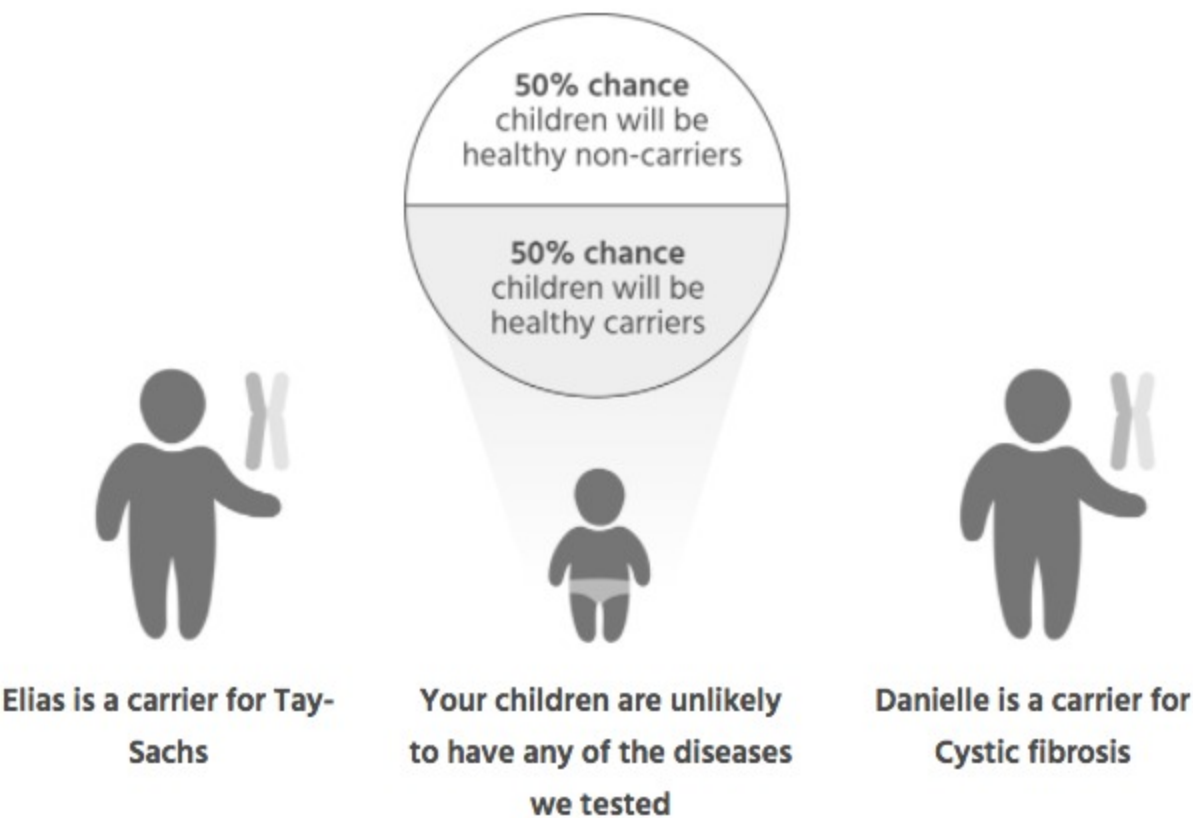 50% chance
children will be
healthy non-carriers
50% chance
children will be
healthy carriers
Elias is a carrier for Tay-
Sachs
Your children are unlikely
to have any of the diseases
we tested
Danielle is a carrier for
Cystic fibrosis